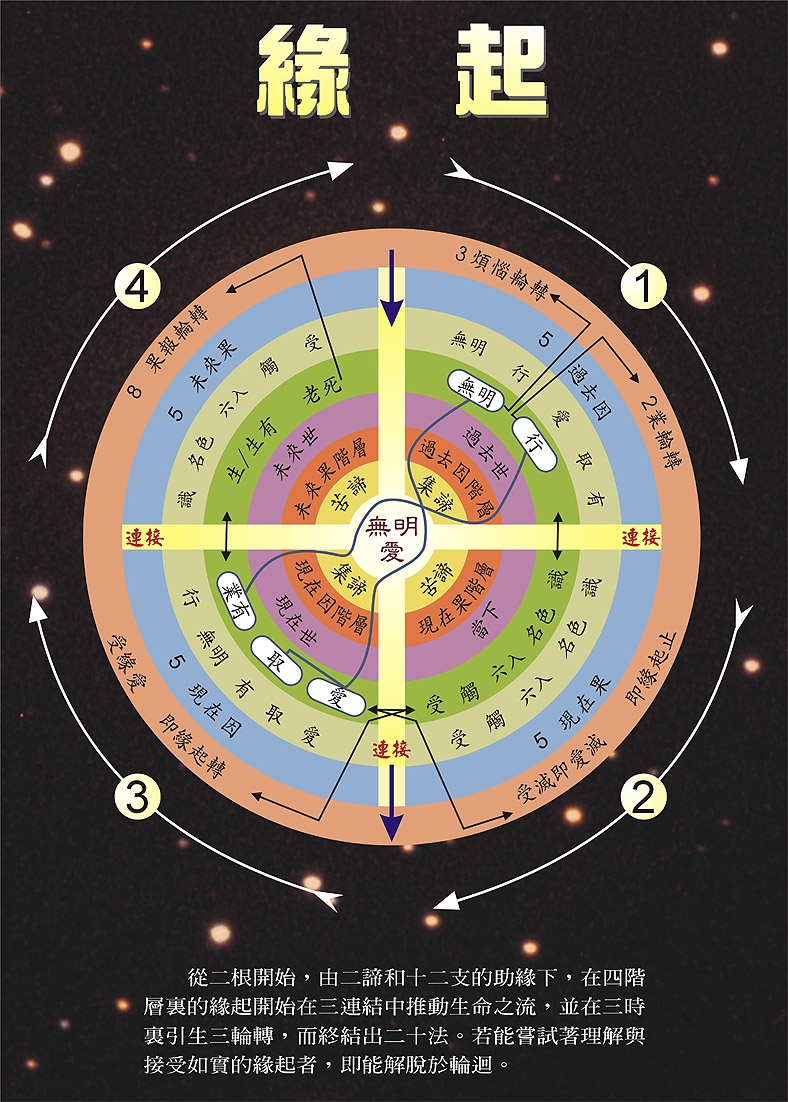 緣 起
1
3 煩惱輪轉
2 業輪轉
5 過去因
無明 行 愛 取 有
無明
行
過去世
過去因階層
集諦
連接
2
即緣起止
受滅即愛滅
5 現在果
識 名色 六入 觸 受
識 名色 六入 觸 受
當下
現在果階層
苦諦
連接
3
受緣愛
即緣起轉
5 現在因
行 無明 有 取 愛
業有
取
愛
現在世
現在因階層
集諦
連接
4
8 果報輪轉
5 未來果
識 名色 六入 觸 受
生/生有
老死
未來世
未來果階層
苦諦
無明
愛
從二根開始，由二諦和十二支的助緣下，在四階
層裏的緣起開始在三連結中推動生命之流，並在三時
裏引生三輪轉，而終結出二十法。若能嘗試著理解與
接受如實的緣起者，即能解脫於輪迴。